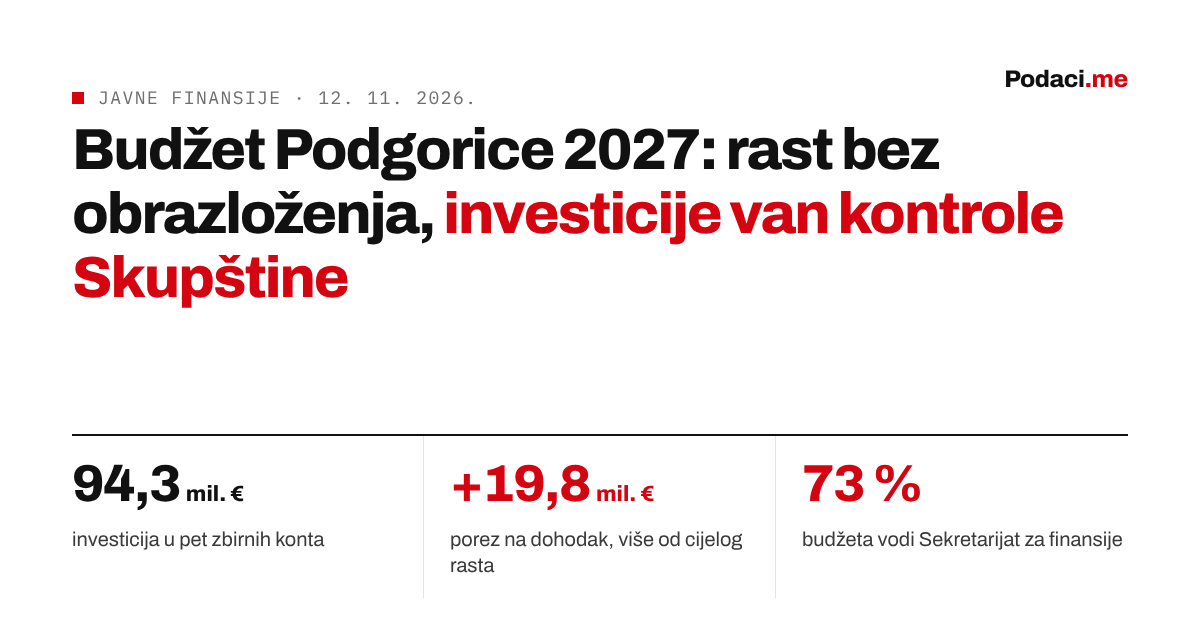 Podaci.me
JAVNE FINANSIJE · 12. 11. 2026.
Budžet Podgorice 2027: rast bez
obrazloženja, investicije van kontrole
Skupštine
94,3 mil. €
investicija u pet zbirnih konta
+19,8 mil. €
porez na dohodak, više od cijelog
rasta
73 %
budžeta vodi Sekretarijat za finansije